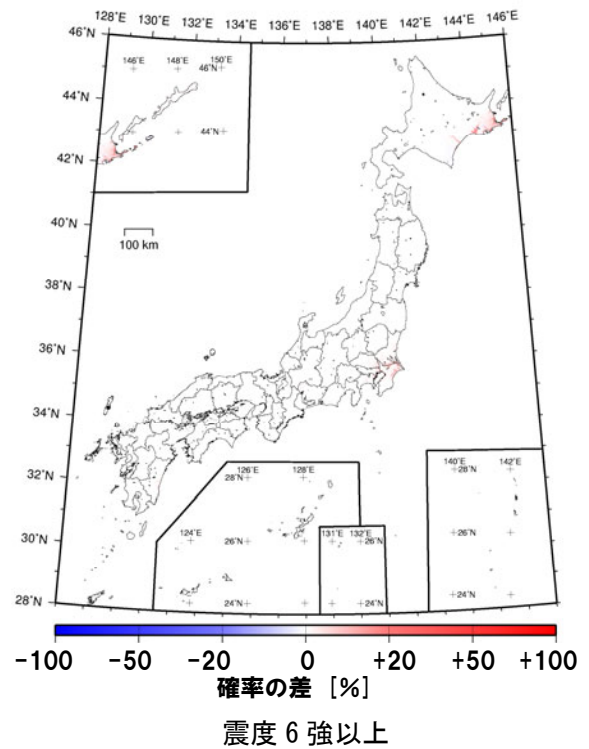 128˚E 130˚E 132˚E 134˚E 136˚E 138˚E 140˚E 142˚E 144˚E 146˚E
46˚N
146˚E 148˚E 150˚E
46˚N
44˚N
44˚N
42˚N
40˚N
100 km
38˚N
36˚N
34˚N
32˚N
126˚E 128˚E
28˚N
140˚E 142˚E
28˚N
124˚E
26˚N
131˚E 132˚E
26˚N
26˚N
30˚N
24˚N
24˚N
24˚N
28˚N
-100 -50 -20 0 +20 +50 +100
確率の差 [%]
震度6強以上